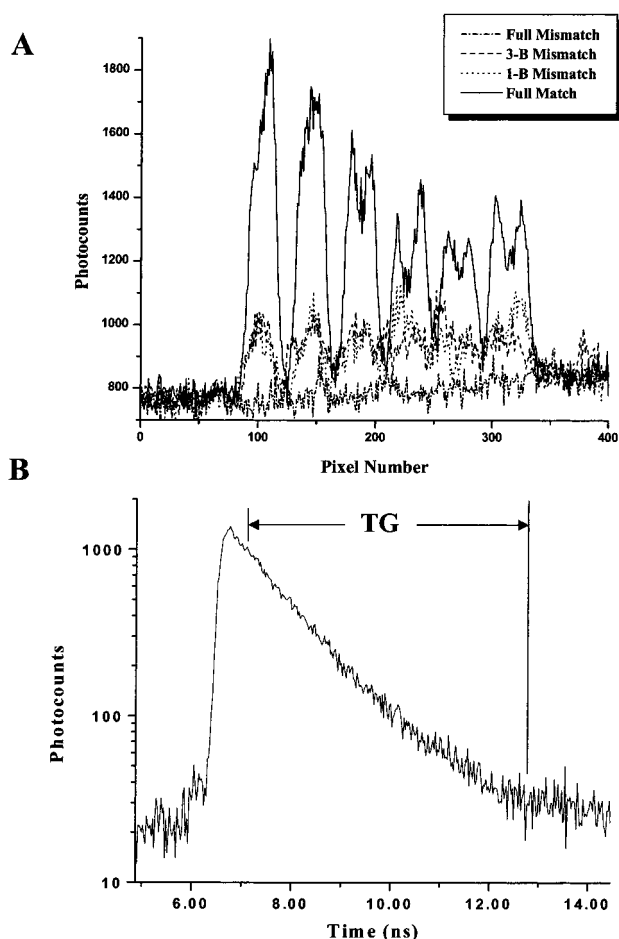 A
Full Mismatch
3-B Mismatch
1-B Mismatch
Full Match
1800
1600
1400
1200
1000
800
Photocounts
0
100
200
300
400
Pixel Number
B
TG
1000
100
10
Photocounts
6.00
8.00
10.00
12.00
14.00
Time (ns)